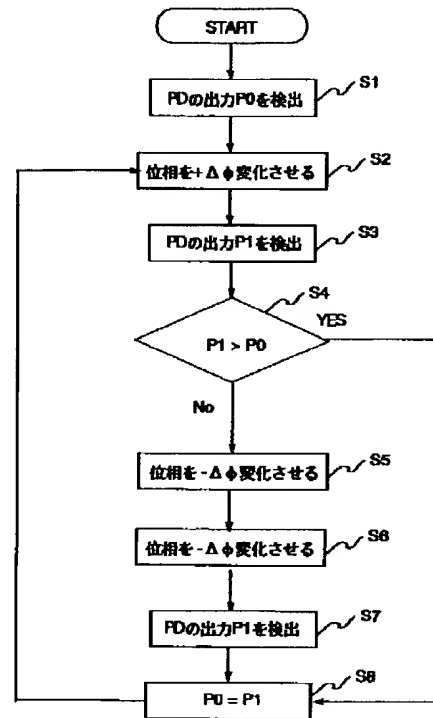 START
S1
PDの出力P0を検出
S2
位相を+Δφ変化させる
S3
PDの出力P1を検出
S4
YES
P1 > P0
No
S5
位相を-Δφ変化させる
S6
位相を-Δφ変化させる
S7
PDの出力P1を検出
S8
P0 = P1